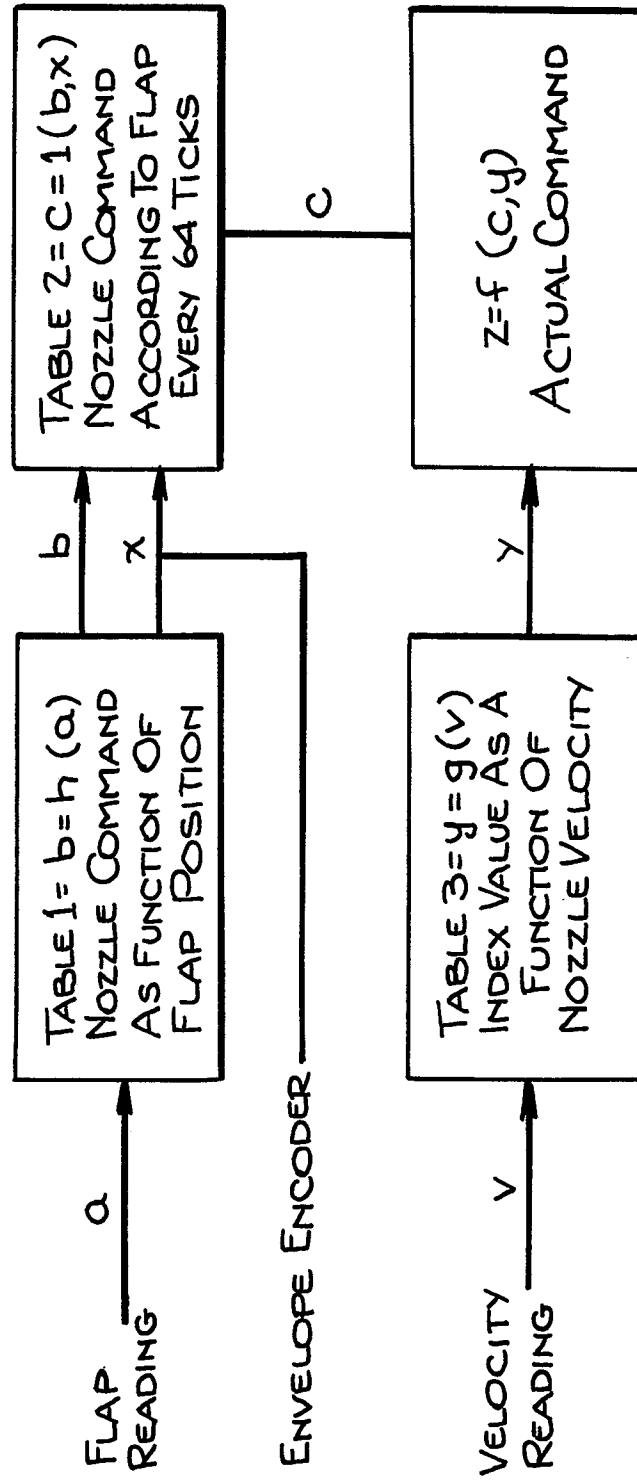 FLAP
READING
a
TABLE 1 = b = h (a)
NOZZLE COMMAND
AS FUNCTION OF
FLAP POSITION
b
x
TABLE 2 = C = 1 (b,x)
NOZZLE COMMAND
ACCORDING TO FLAP
EVERY 64 TICKS
ENVELOPE ENCODER
C
VELOCITY
READING
V
TABLE 3 = y = g (v)
INDEX VALUE AS A
FUNCTION OF
NOZZLE VELOCITY
Y
Z = f (C,y)
ACTUAL COMMAND